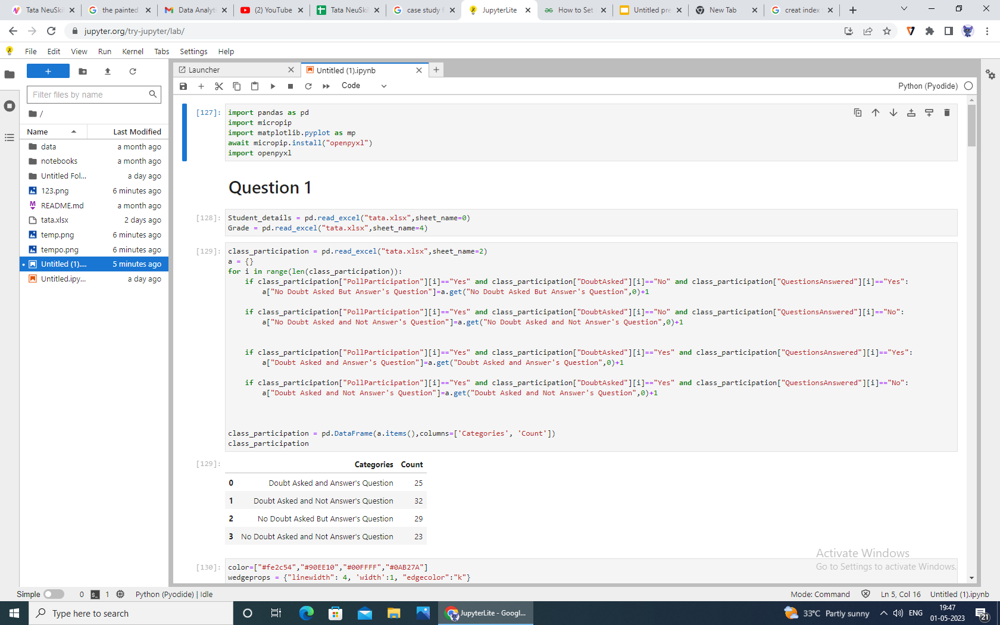 Tata NeuSki
the painted
Data Analyt
(2) YouTube
Tata NeuSki
case study f
JupyterLite
How to Set
Untitled pre
New Tab
creat index
jupyter.org/try-jupyter/lab/
File Edit View Run Kernel Tabs Settings Help
Filter files by name
/
Name Last Modified
data a month ago
notebooks a month ago
Untitled Fol... a day ago
123.png 6 minutes ago
README.md a month ago
tata.xlsx 2 days ago
temp.png 6 minutes ago
tempo.png 6 minutes ago
Untitled (1).... 5 minutes ago
Untitled.ipy... a day ago
Launcher
Untitled (1).ipynb
Code
Python (Pyodide)
[127]: import pandas as pd
import micropip
import matplotlib.pyplot as mp
await micropip.install("openpyxl")
import openpyxl
Question 1
[128]: Student_details = pd.read_excel("tata.xlsx",sheet_name=0)
Grade = pd.read_excel("tata.xlsx",sheet_name=4)
[129]: class_participation = pd.read_excel("tata.xlsx",sheet_name=2)
a = {}
for i in range(len(class_participation)):
if class_participation["PollParticipation"][i]=="Yes" and class_participation["DoubtAsked"][i]=="No" and class_participation["QuestionsAnswered"][i]=="Yes":
a["No Doubt Asked But Answer's Question"]=a.get("No Doubt Asked But Answer's Question",0)+1
if class_participation["PollParticipation"][i]=="Yes" and class_participation["DoubtAsked"][i]=="No" and class_participation["QuestionsAnswered"][i]=="No":
a["No Doubt Asked and Not Answer's Question"]=a.get("No Doubt Asked and Not Answer's Question",0)+1
if class_participation["PollParticipation"][i]=="Yes" and class_participation["DoubtAsked"][i]=="Yes" and class_participation["QuestionsAnswered"][i]=="Yes":
a["Doubt Asked and Answer's Question"]=a.get("Doubt Asked and Answer's Question",0)+1
if class_participation["PollParticipation"][i]=="Yes" and class_participation["DoubtAsked"][i]=="Yes" and class_participation["QuestionsAnswered"][i]=="No":
a["Doubt Asked and Not Answer's Question"]=a.get("Doubt Asked and Not Answer's Question",0)+1
class_participation = pd.DataFrame(a.items(),columns=['Categories', 'Count'])
class_participation
[129]: Categories Count
0 Doubt Asked and Answer's Question 25
1 Doubt Asked and Not Answer's Question 32
2 No Doubt Asked But Answer's Question 29
3 No Doubt Asked and Not Answer's Question 23
[130]: color=["#fe2c54","#90EE10","#00FFFF","#0AB27A"]
wedgeprops = {"linewidth": 4, 'width':1, "edgecolor":"k"}
Activate Windows
Go to Settings to activate Windows.
Simple 0 1 Python (Pyodide) | Idle Mode: Command Ln 5, Col 16 Untitled (1).ipynb
Type here to search
JupyterLite - Googl...
33°C Partly sunny
ENG
19:47
01-05-2023
21